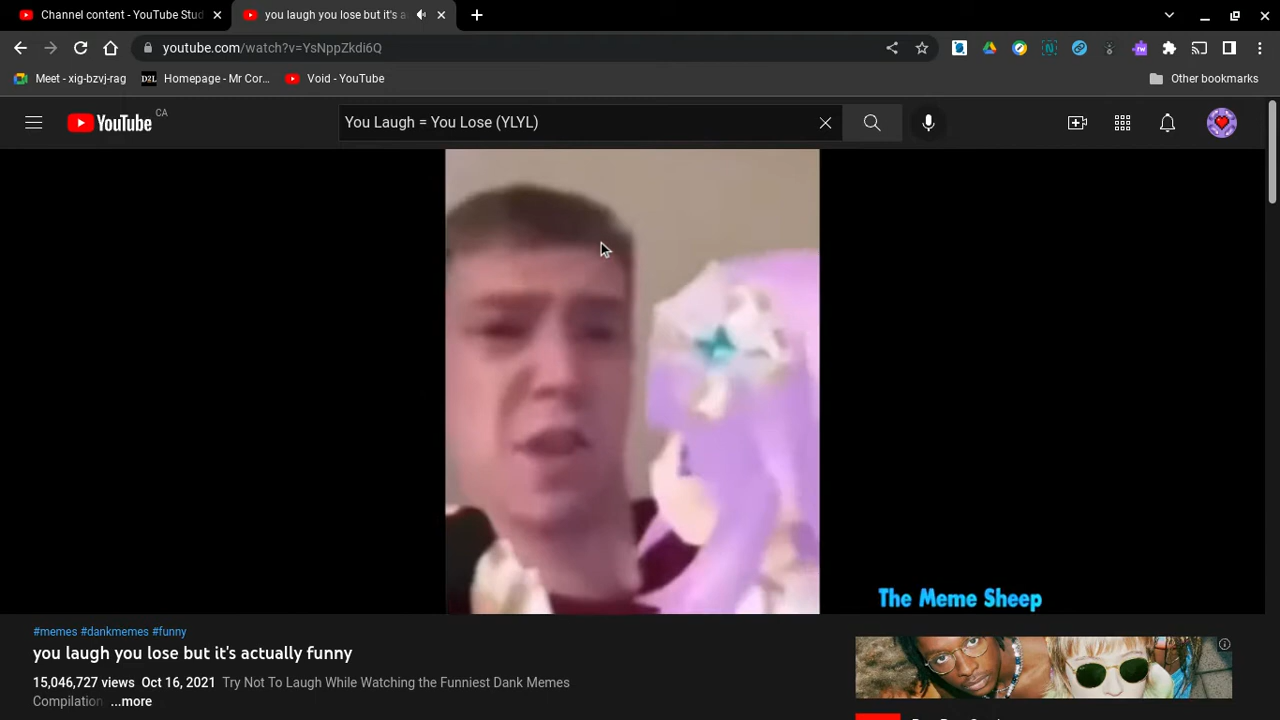 Channel content - YouTube Stud
you laugh you lose but it's a
youtube.com/watch?v=YsNppZkdi6Q
Meet - xig-bzvj-rag
D2L
Homepage - Mr Cor...
Void - YouTube
Other bookmarks
YouTube
CA
You Laugh = You Lose (YLYL)
The Meme Sheep
#memes #dankmemes #funny
you laugh you lose but it's actually funny
15,046,727 views Oct 16, 2021 Try Not To Laugh While Watching the Funniest Dank Memes
Compilation ...more